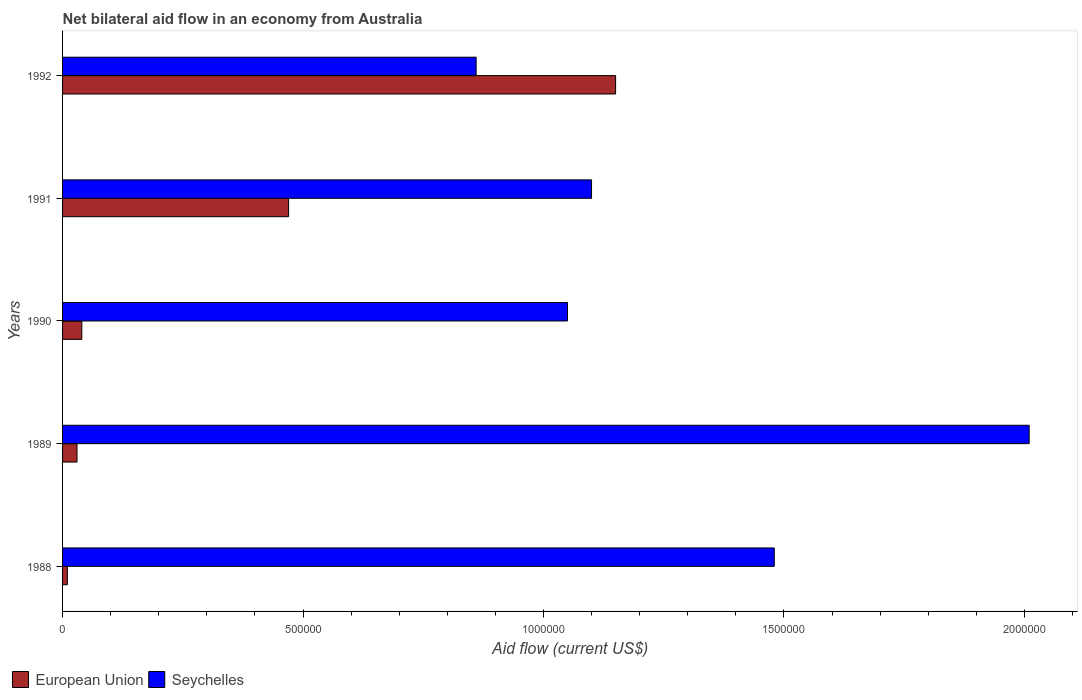 Net bilateral aid flow in an economy from Australia
1992
1991
1990
1989
1988
Years
0
500000
1000000
1500000
2000000
Aid flow (current US$)
European Union
Seychelles